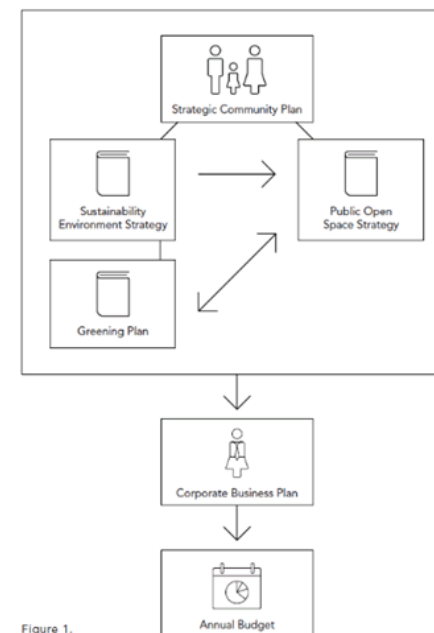 Strategic Community Plan
Sustainability
Environment Strategy
Public Open
Space Strategy
Greening Plan
Corporate Business Plan
Annual Budget
Figure 1.